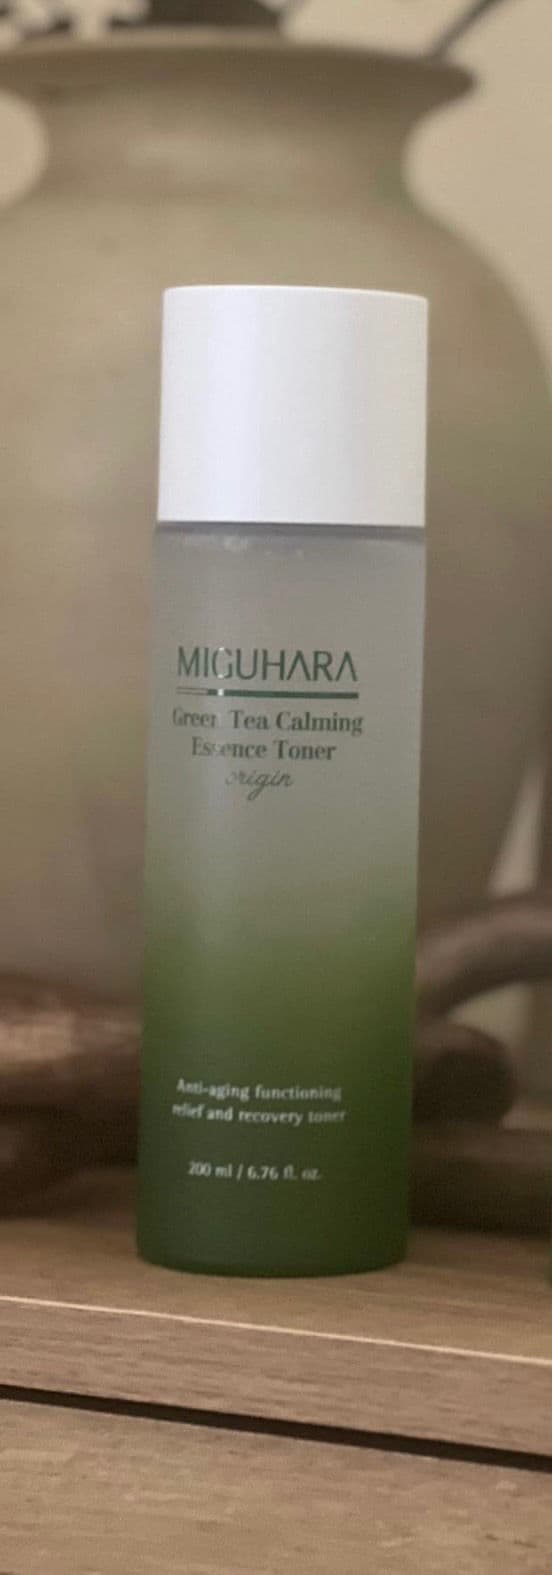 MIGUHARA
Green Tea Calming
Essence Toner
origin
Anti-aging functioning
relief and recovery toner
200 ml / 6.76 fl. oz.